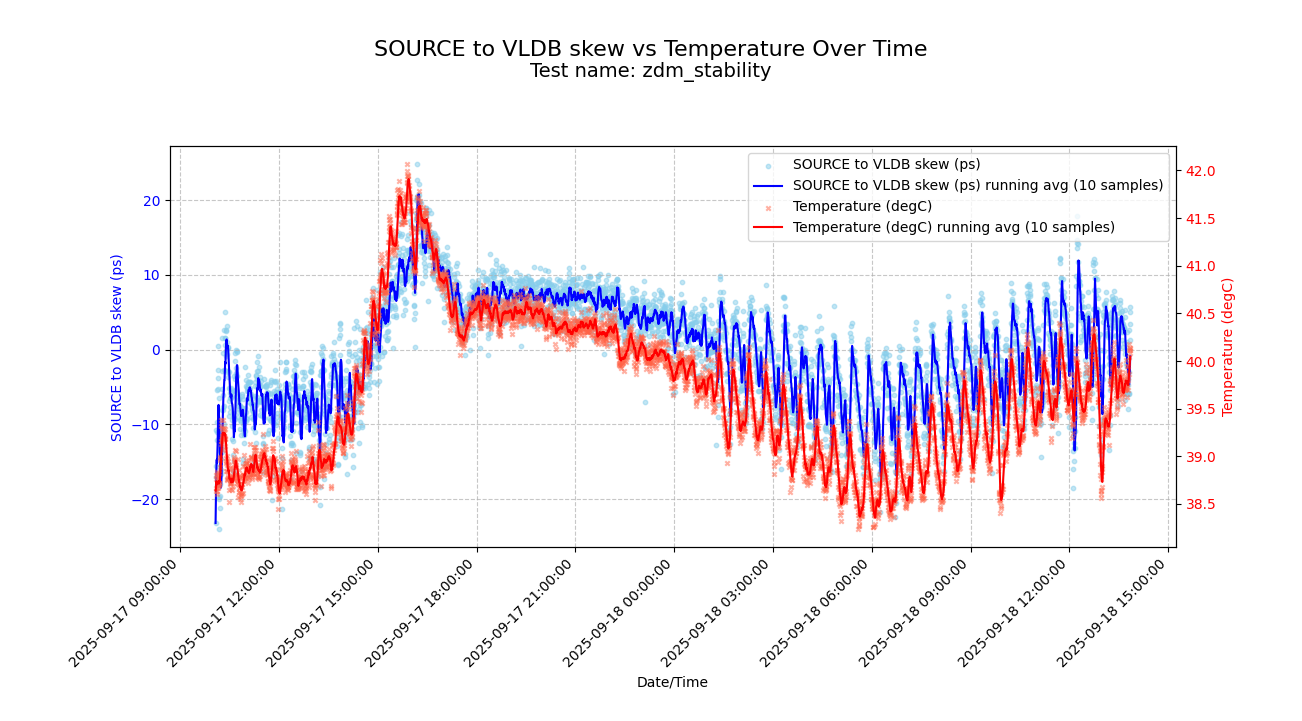 SOURCE to VLDB skew vs Temperature Over Time
Test name: zdm_stability
SOURCE to VLDB skew (ps)
SOURCE to VLDB skew (ps) running avg (10 samples)
Temperature (degC)
Temperature (degC) running avg (10 samples)
SOURCE to VLDB skew (ps)
20
10
0
−10
−20
Temperature (degC)
42.0
41.5
41.0
40.5
40.0
39.5
39.0
38.5
2025-09-17 09:00:00
2025-09-17 12:00:00
2025-09-17 15:00:00
2025-09-17 18:00:00
2025-09-17 21:00:00
2025-09-18 00:00:00
2025-09-18 03:00:00
2025-09-18 06:00:00
2025-09-18 09:00:00
2025-09-18 12:00:00
2025-09-18 15:00:00
Date/Time